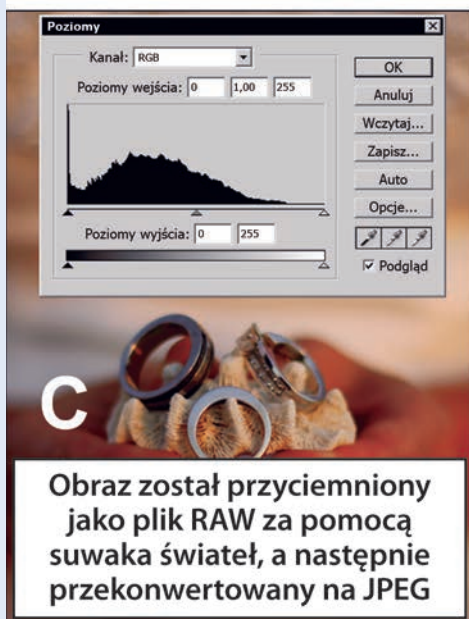 Poziomy
Kanał: RGB
Poziomy wejścia: 0 1,00 255
Poziomy wyjścia: 0 255
OK
Anuluj
Wczytaj...
Zapisz...
Auto
Opcje...
Podgląd
C
Obraz został przyciemniony
jako plik RAW za pomocą
suwaka świateł, a następnie
przekonwertowany na JPEG